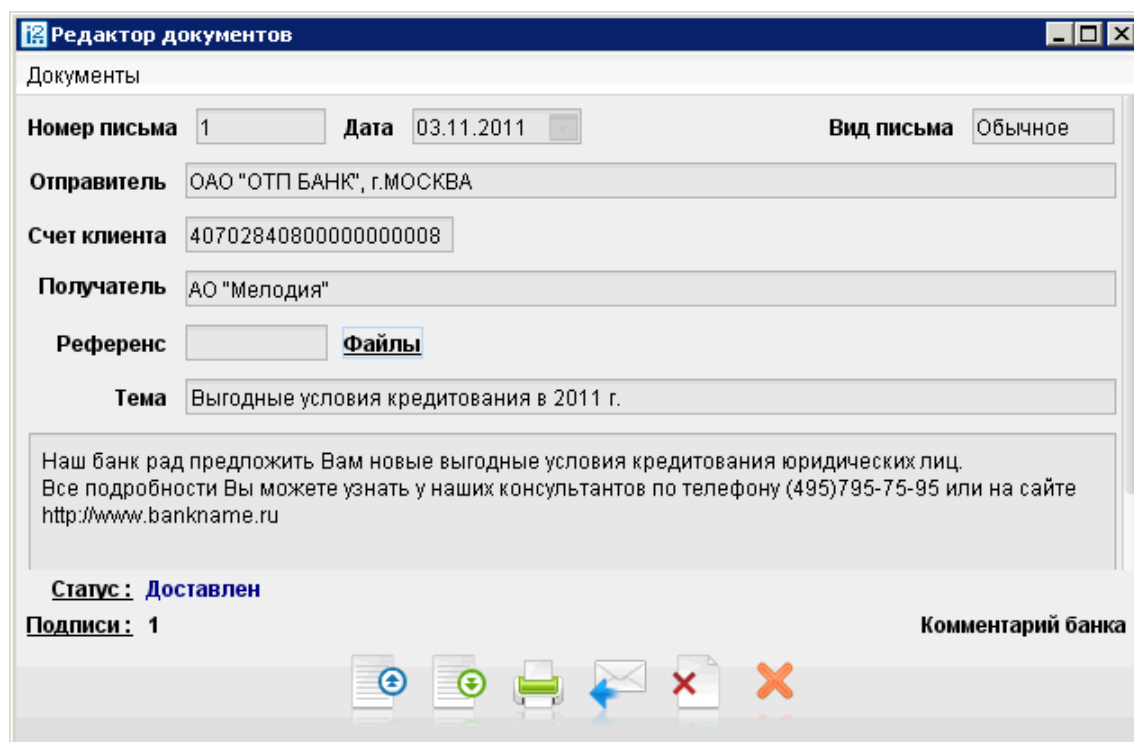 Редактор документов
Документы
Номер письма 1 Дата 03.11.2011 Вид письма Обычное
Отправитель ОАО "ОТП БАНК", г.МОСКВА
Счет клиента 40702840800000000008
Получатель АО "Мелодия"
Референс Файлы
Тема Выгодные условия кредитования в 2011 г.
Наш банк рад предложить Вам новые выгодные условия кредитования юридических лиц.
Все подробности Вы можете узнать у наших консультантов по телефону (495)795-75-95 или на сайте
http://www.bankname.ru
Статус: Доставлен
Подписи: 1 Комментарий банка